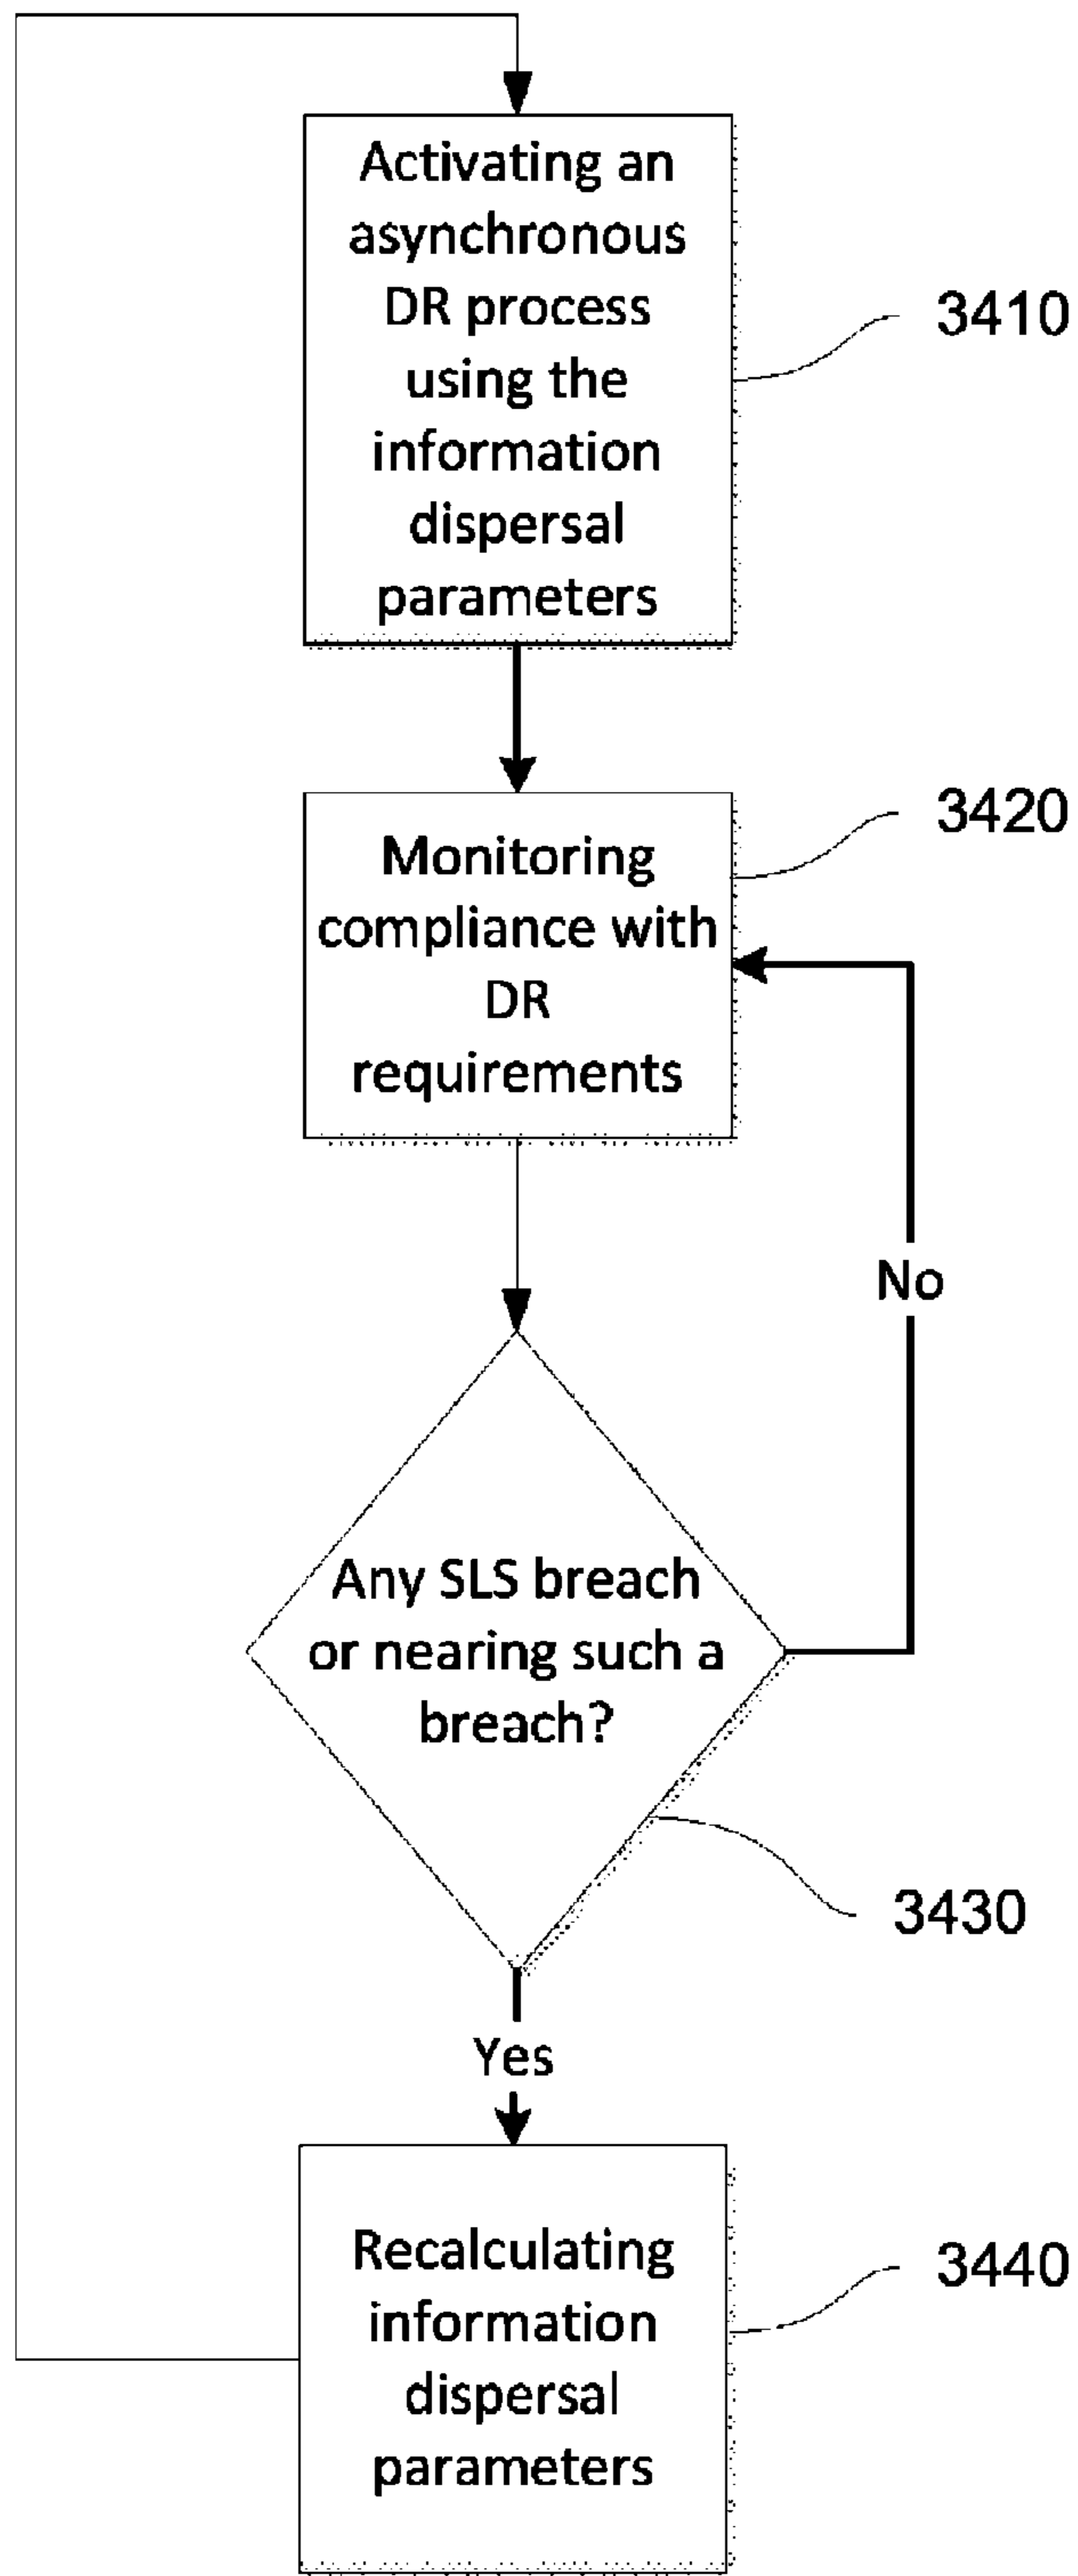 Activating an
asynchronous
DR process
using the
information
dispersal
parameters
3410
Monitoring
compliance with
DR
requirements
3420
No
Any SLS breach
or nearing such a
breach?
3430
Yes
Recalculating
information
dispersal
parameters
3440